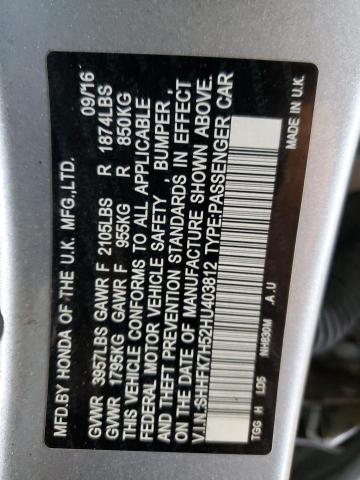 MFD.BY HONDA OF THE U.K. MFG.,LTD. 09/16
GVWR 3957LBS GAWR F 2105LBS R 1874LBS
GVWR 1795KG GAWR F 955KG R 850KG
THIS VEHICLE CONFORMS TO ALL APPLICABLE
FEDERAL MOTOR VEHICLE SAFETY, BUMPER,
AND THEFT PREVENTION STANDARDS IN EFFECT
ON THE DATE OF MANUFACTURE SHOWN ABOVE.
V.I.N.:SHHFK7H52HU403812 TYPE:PASSENGER CAR
TGG H LD5 NH830M .A .U MADE IN U.K.